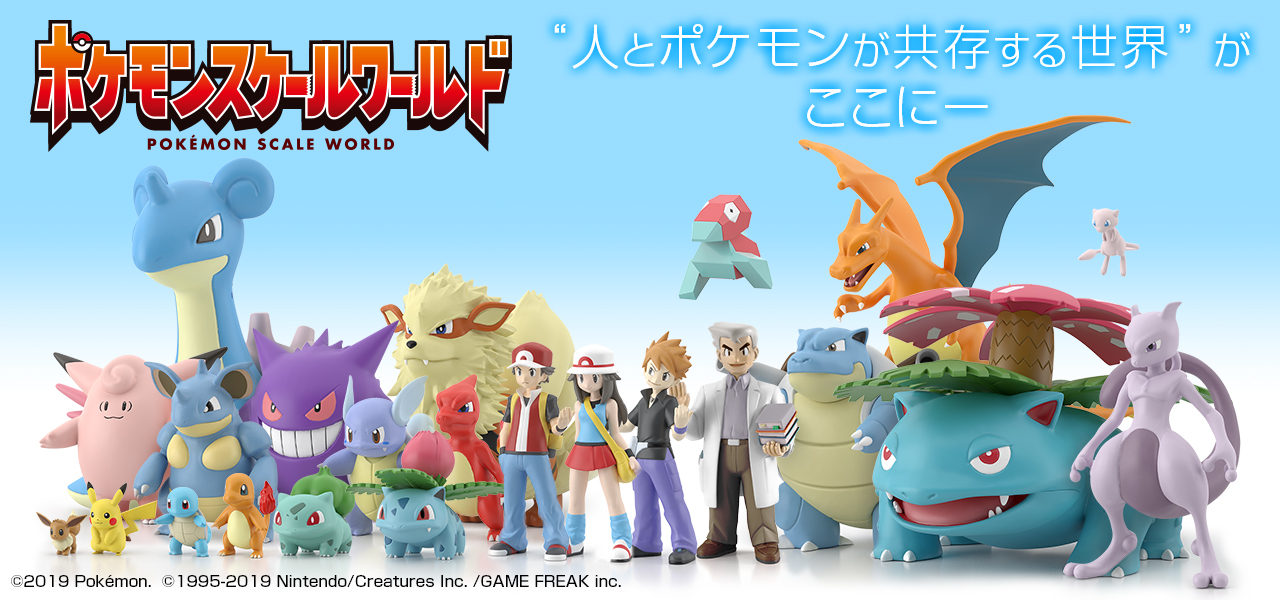 ポケモンスケールワールド
POKÉMON SCALE WORLD
“人とポケモンが共存する世界”が
ここに―
©2019 Pokémon. ©1995-2019 Nintendo/Creatures Inc. /GAME FREAK inc.